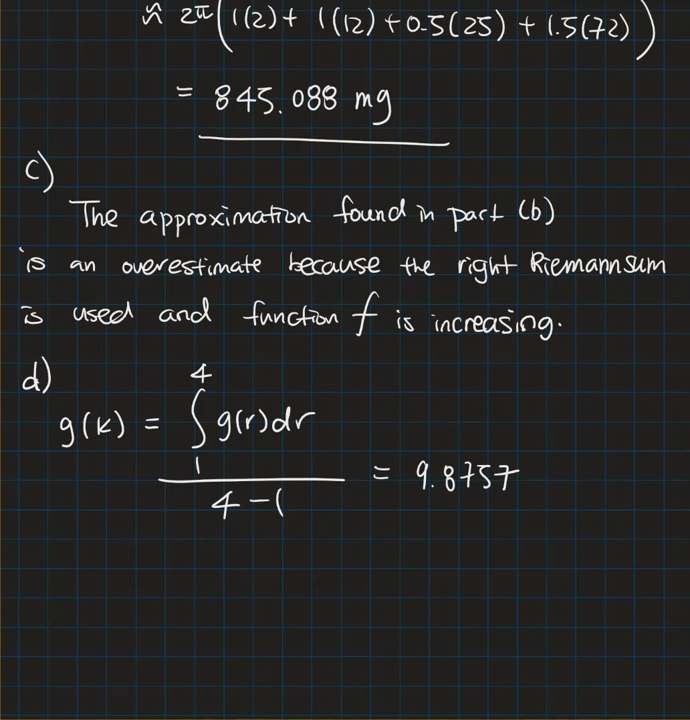 ≈ 2π(1(2) + 1(12) + 0.5(25) + 1.5(72))
= 845.088 mg
c)
The approximation found in part (b)
is an overestimate because the right Riemann sum
is used and function f is increasing.
d)
g(k) = ∫₁⁴ g(r)dr / 4-1 = 9.8757